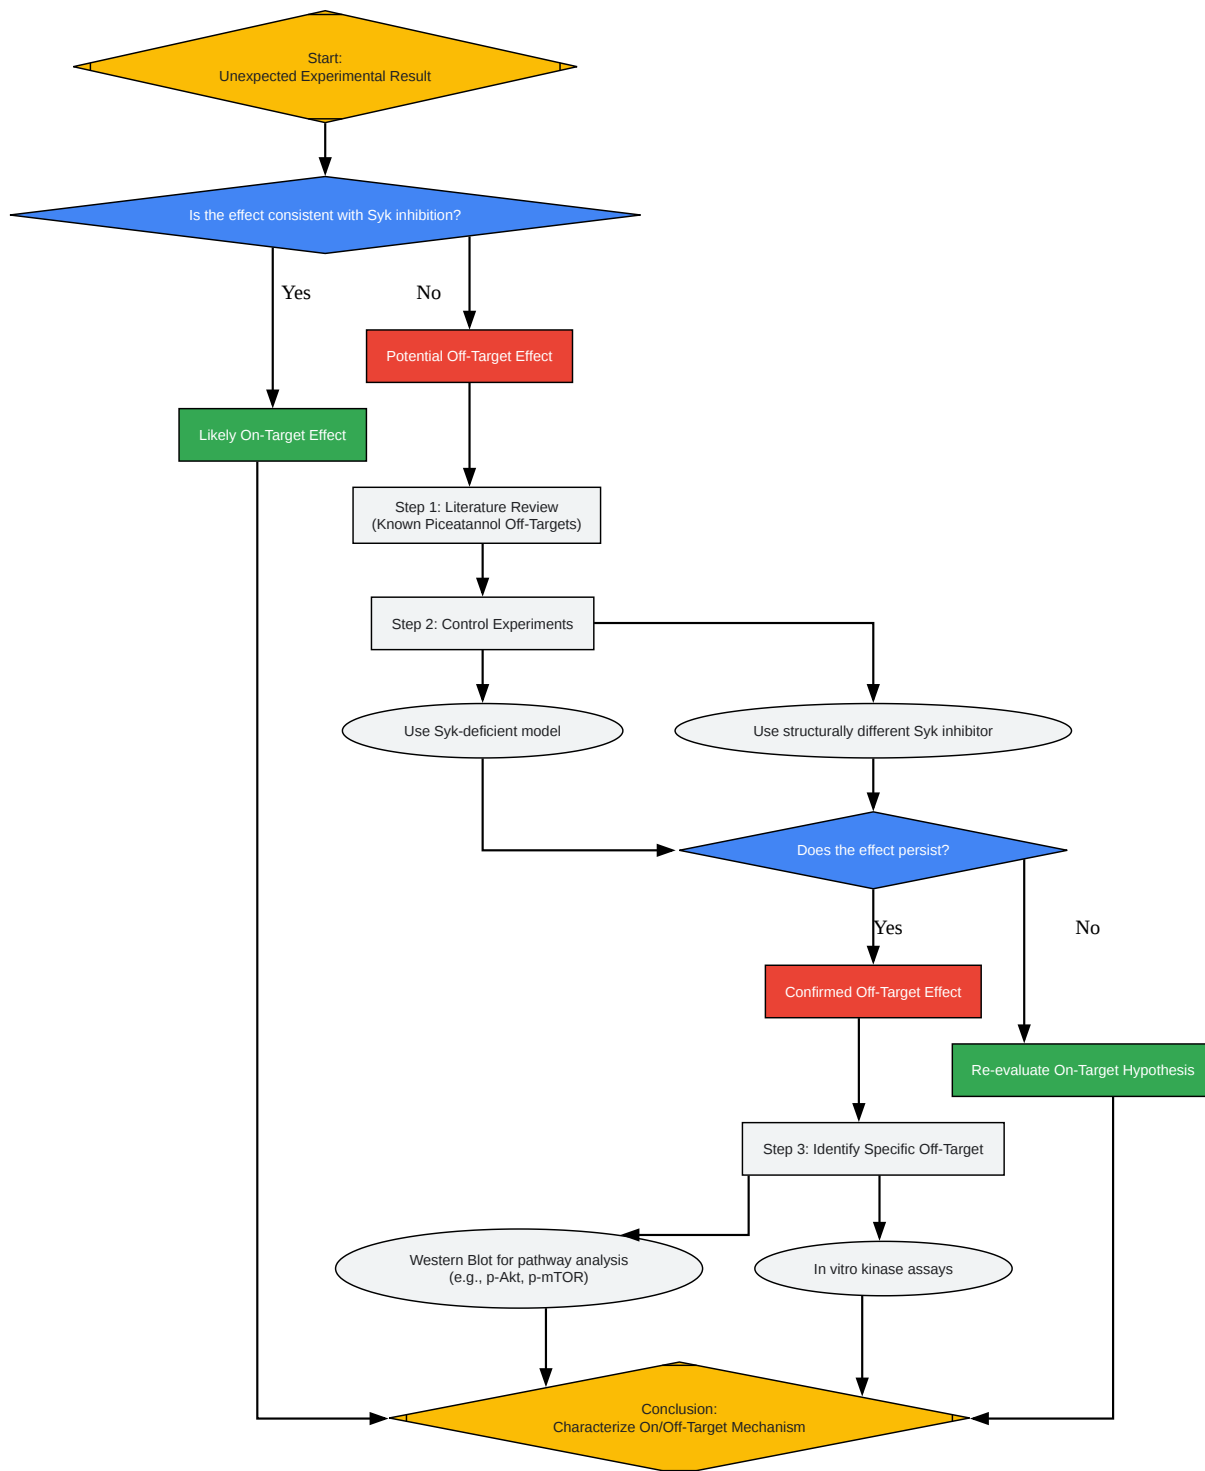 Start:
Unexpected Experimental Result
Is the effect consistent with Syk inhibition?
Yes
No
Potential Off-Target Effect
Likely On-Target Effect
Step 1: Literature Review
(Known Piceatannol Off-Targets)
Step 2: Control Experiments
Use Syk-deficient model
Use structurally different Syk inhibitor
Does the effect persist?
Yes
No
Confirmed Off-Target Effect
Re-evaluate On-Target Hypothesis
Step 3: Identify Specific Off-Target
Western Blot for pathway analysis
(e.g., p-Akt, p-mTOR)
In vitro kinase assays
Conclusion:
Characterize On/Off-Target Mechanism